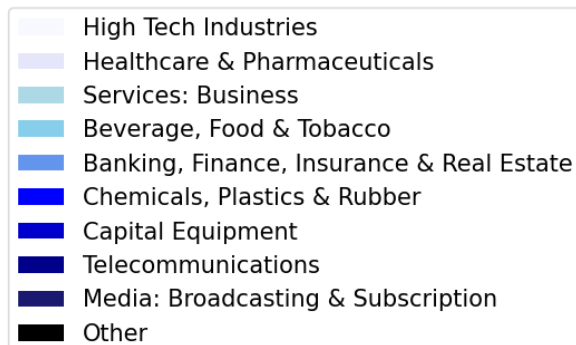 High Tech Industries
Healthcare & Pharmaceuticals
Services: Business
Beverage, Food & Tobacco
Banking, Finance, Insurance & Real Estate
Chemicals, Plastics & Rubber
Capital Equipment
Telecommunications
Media: Broadcasting & Subscription
Other